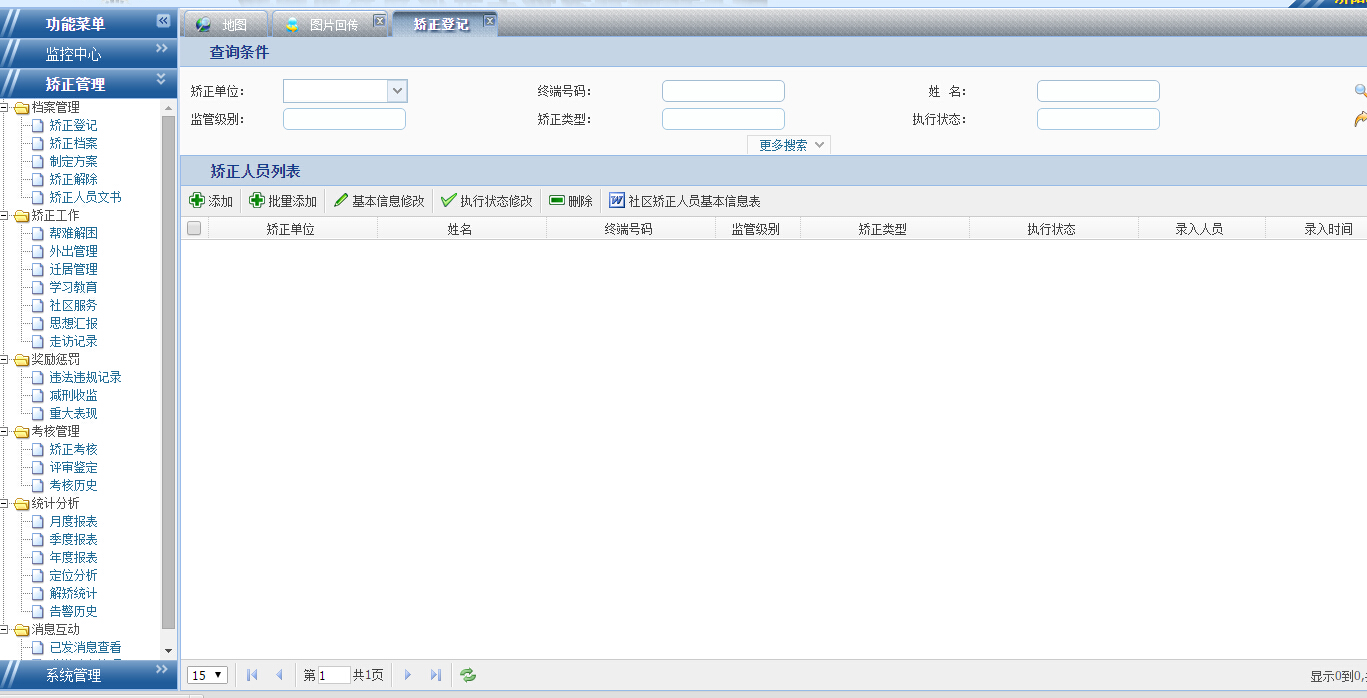 功能菜单
监控中心
矫正管理
档案管理
矫正登记
矫正档案
制定方案
矫正解除
矫正人员文书
矫正工作
帮难解困
外出管理
迁居管理
学习教育
社区服务
思想汇报
走访记录
奖励惩罚
违法违规记录
减刑收监
重大表现
考核管理
矫正考核
评审鉴定
考核历史
统计分析
月度报表
季度报表
年度报表
定位分析
解矫统计
告警历史
消息互动
已发消息查看
系统管理
地图 图片回传 矫正登记
查询条件
矫正单位: 终端号码: 姓 名:
监管级别: 矫正类型: 执行状态:
更多搜索
矫正人员列表
添加 批量添加 基本信息修改 执行状态修改 删除 社区矫正人员基本信息表
矫正单位 姓名 终端号码 监管级别 矫正类型 执行状态 录入人员 录入时间
15 第 1 共1页 显示0到0,